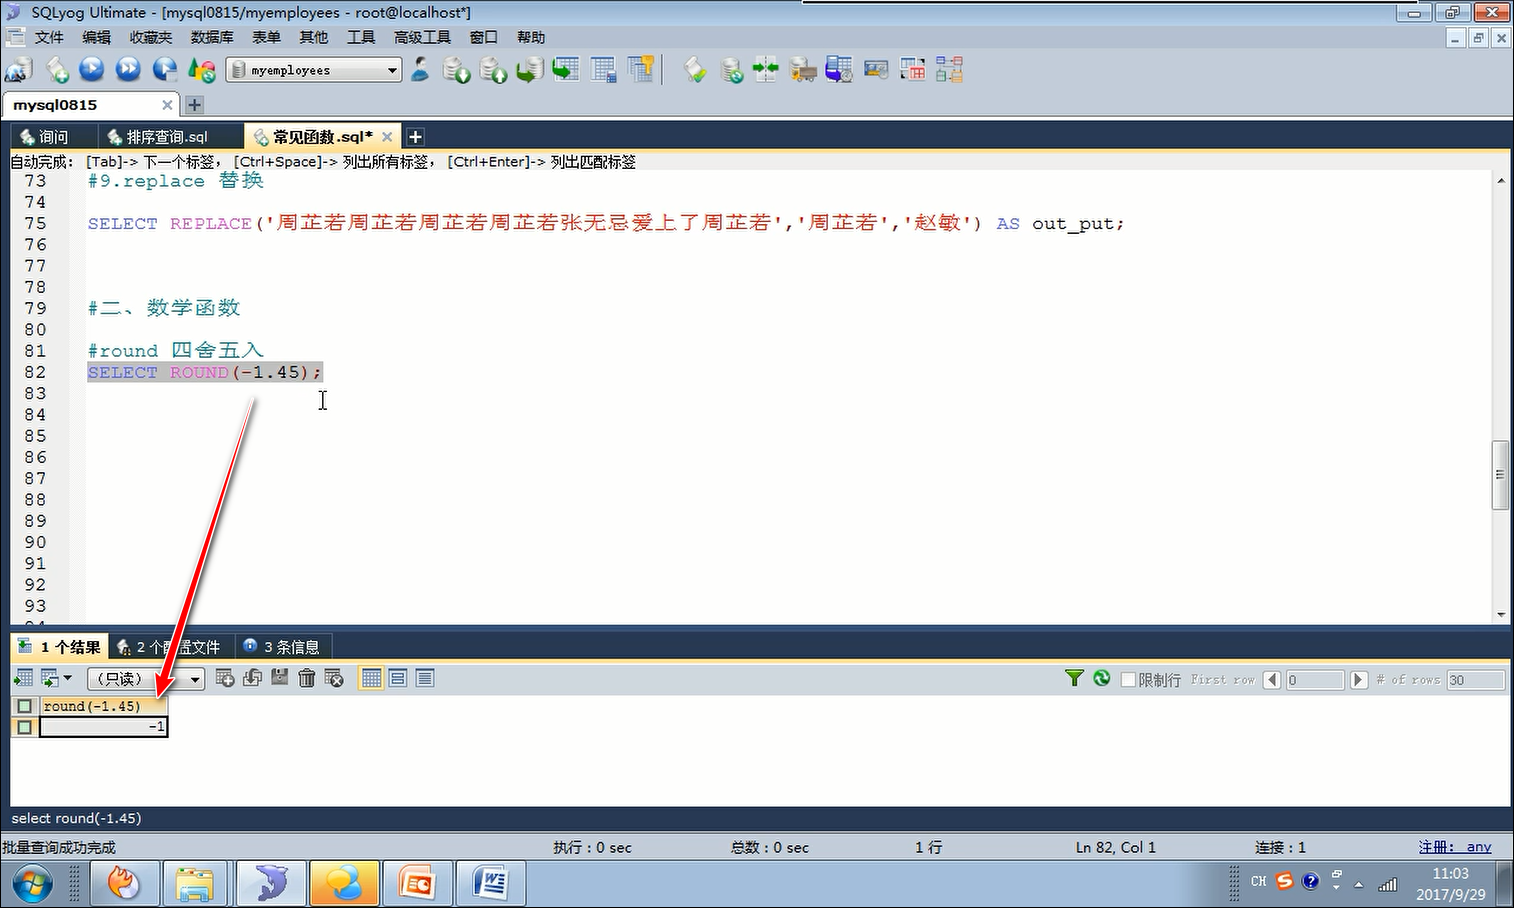 SQLyog Ultimate - [mysql0815/myemployees - root@localhost*]
文件 编辑 收藏夹 数据库 表单 其他 工具 高级工具 窗口 帮助
myemployees
mysql0815
询问 排序查询.sql 常见函数.sql*
自动完成: [Tab]-> 下一个标签， [Ctrl+Space]-> 列出所有标签， [Ctrl+Enter]-> 列出匹配标签
73 #9.replace 替换
74
75 SELECT REPLACE('周芷若周芷若周芷若周芷若张无忌爱上了周芷若','周芷若','赵敏') AS out_put;
76
77
78
79 #二、数学函数
80
81 #round 四舍五入
82 SELECT ROUND(-1.45);
83
84
85
86
87
88
89
90
91
92
93
1 个结果 2 个配置文件 3 条信息
（只读） 限制行 First row 0 # of rows 30
round(-1.45)
-1
select round(-1.45)
批量查询成功完成 执行：0 sec 总数：0 sec 1 行 Ln 82, Col 1 连接：1 注册: any
CH 11:03
2017/9/29